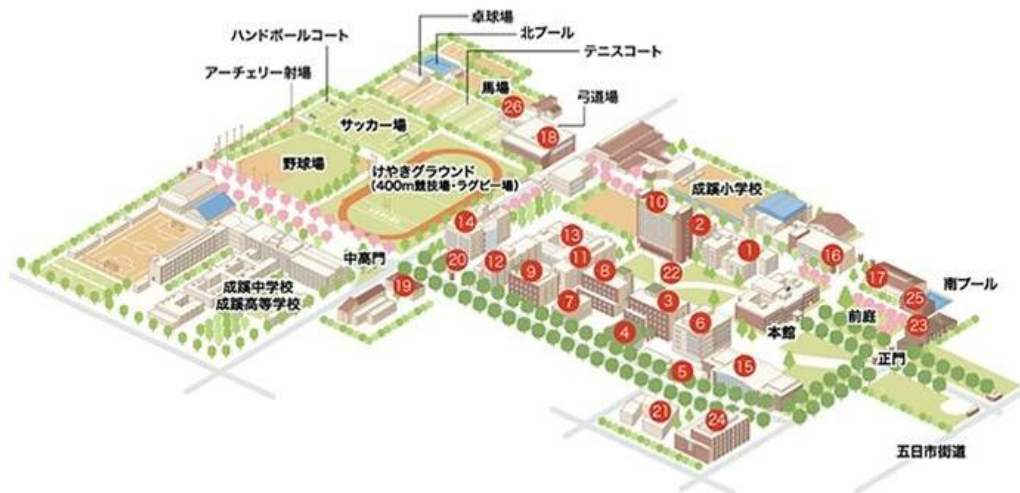 卓球場
ハンドボールコート
北プール
テニスコート
アーチェリー射場
馬場
26
弓道場
サッカー場
18
野球場
けやきグラウンド
(400m競技場・ラグビー場)
成蹊小学校
10
14
2
13
1
中高門
20
12
11
16
9
8
22
17
成蹊中学校
成蹊高等学校
19
7
3
25
南プール
4
6
本館
前庭
23
5
15
正門
21
24
五日市街道